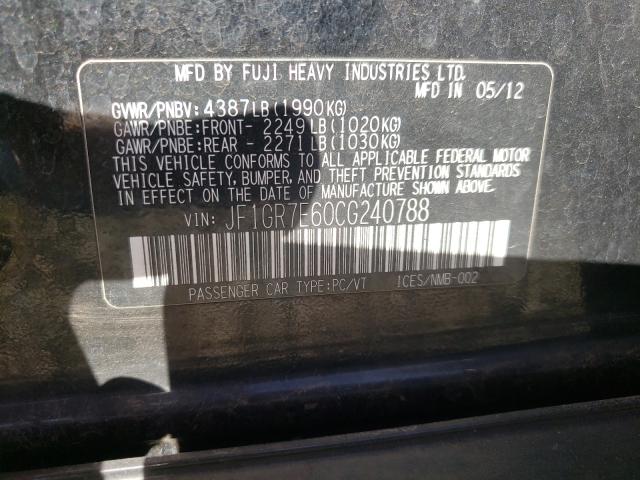 MFD BY FUJI HEAVY INDUSTRIES LTD.
MFD IN 05/12
GVWR/PNBV: 4387LB(1990KG)
GAWR/PNBE:FRONT- 2249LB(1020KG)
GAWR/PNBE:REAR - 2271LB(1030KG)
THIS VEHICLE CONFORMS TO ALL APPLICABLE FEDERAL MOTOR
VEHICLE SAFETY, BUMPER, AND THEFT PREVENTION STANDARDS
IN EFFECT ON THE DATE OF MANUFACTURE SHOWN ABOVE.
VIN: JF1GR7E60CG240788
PASSENGER CAR TYPE:PC/VT ICES/NMB-002